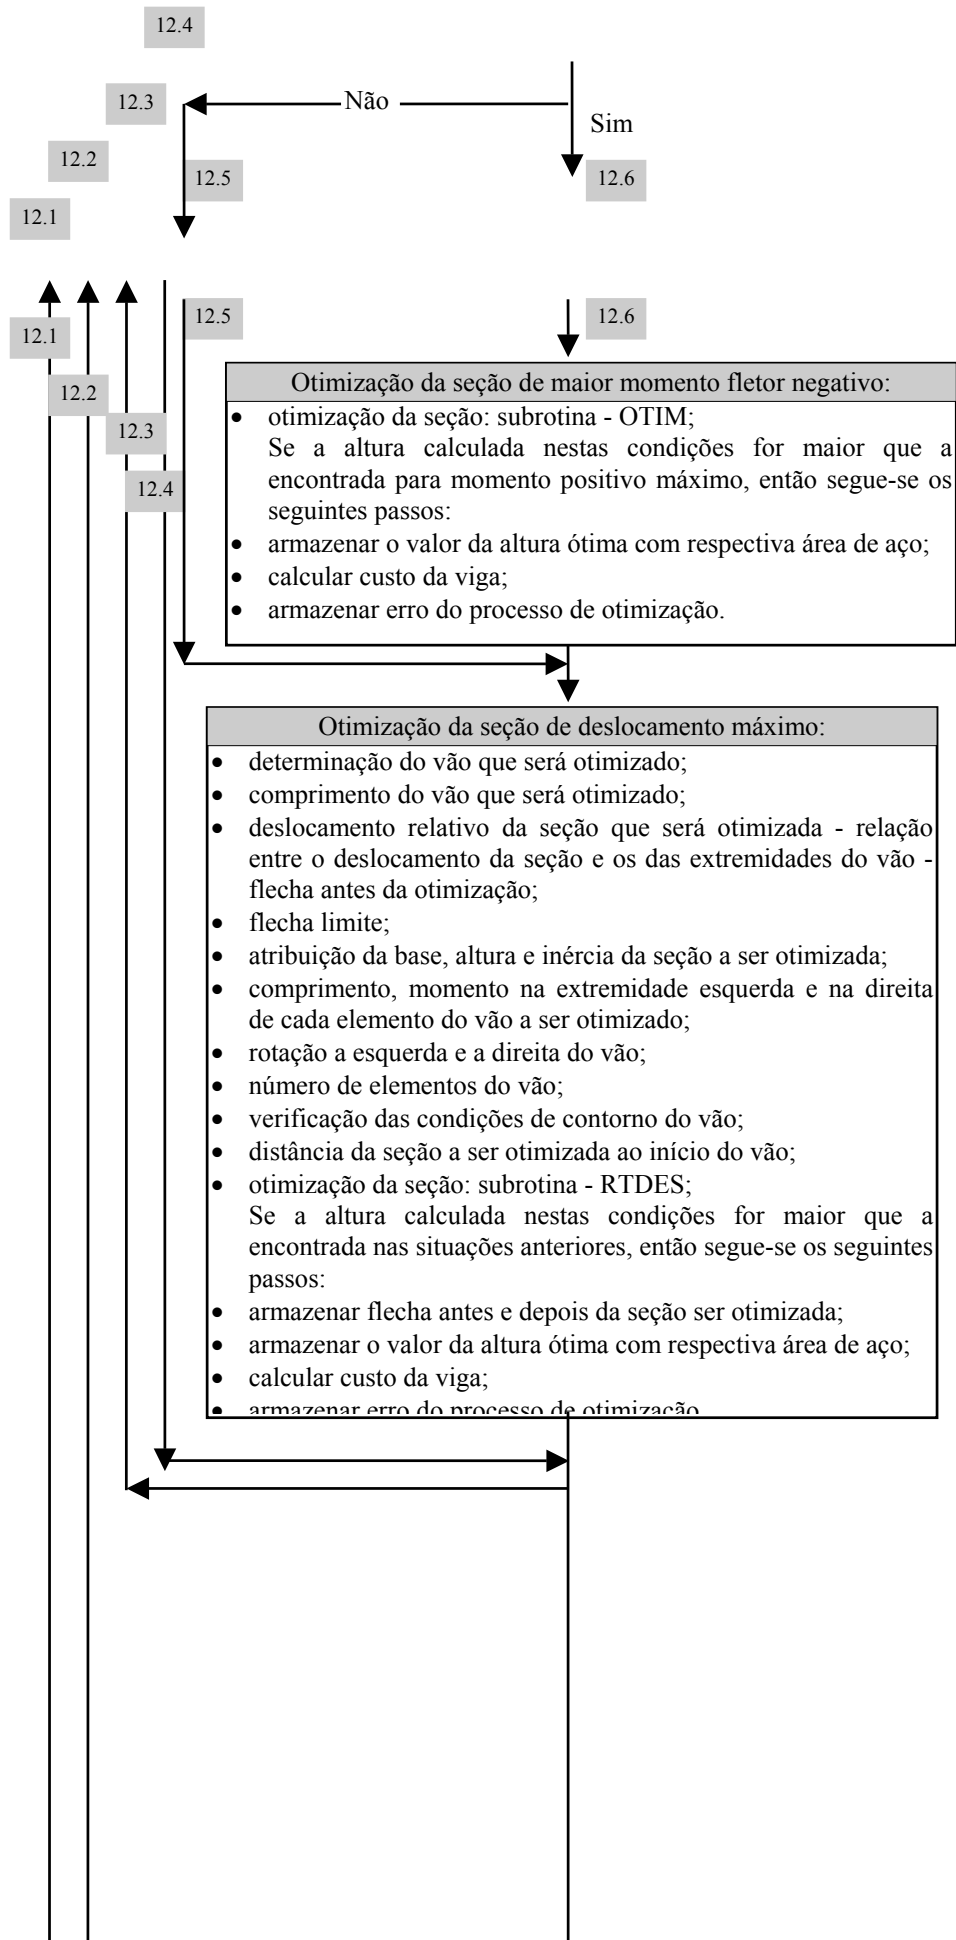 12.4
12.3
Não
Sim
12.2
12.5
12.6
12.1
12.5
12.6
12.1
12.2
12.3
12.4
Otimização da seção de maior momento fletor negativo:
• otimização da seção: subrotina - OTIM;
Se a altura calculada nestas condições for maior que a
encontrada para momento positivo máximo, então segue-se os
seguintes passos:
• armazenar o valor da altura ótima com respectiva área de aço;
• calcular custo da viga;
• armazenar erro do processo de otimização.
Otimização da seção de deslocamento máximo:
• determinação do vão que será otimizado;
• comprimento do vão que será otimizado;
• deslocamento relativo da seção que será otimizada - relação
entre o deslocamento da seção e os das extremidades do vão -
flecha antes da otimização;
• flecha limite;
• atribuição da base, altura e inércia da seção a ser otimizada;
• comprimento, momento na extremidade esquerda e na direita
de cada elemento do vão a ser otimizado;
• rotação a esquerda e a direita do vão;
• número de elementos do vão;
• verificação das condições de contorno do vão;
• distância da seção a ser otimizada ao início do vão;
• otimização da seção: subrotina - RTDES;
Se a altura calculada nestas condições for maior que a
encontrada nas situações anteriores, então segue-se os seguintes
passos:
• armazenar flecha antes e depois da seção ser otimizada;
• armazenar o valor da altura ótima com respectiva área de aço;
• calcular custo da viga;
• armazenar erro do processo de otimização